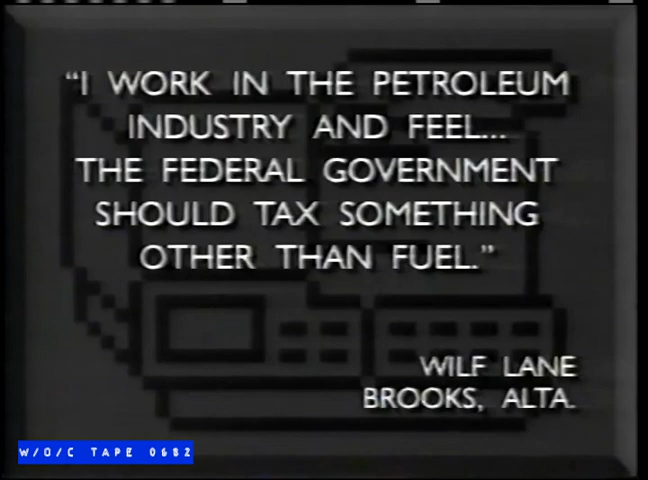 “I WORK IN THE PETROLEUM
INDUSTRY AND FEEL...
THE FEDERAL GOVERNMENT
SHOULD TAX SOMETHING
OTHER THAN FUEL.”
WILF LANE
BROOKS, ALTA.
W/O/C TAPE 0682